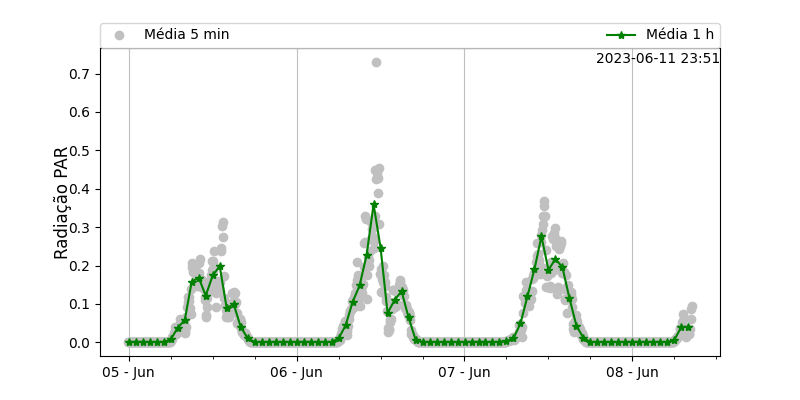 Média 5 min
Média 1 h
2023-06-11 23:51
Radiação PAR
0.7
0.6
0.5
0.4
0.3
0.2
0.1
0.0
05 - Jun
06 - Jun
07 - Jun
08 - Jun